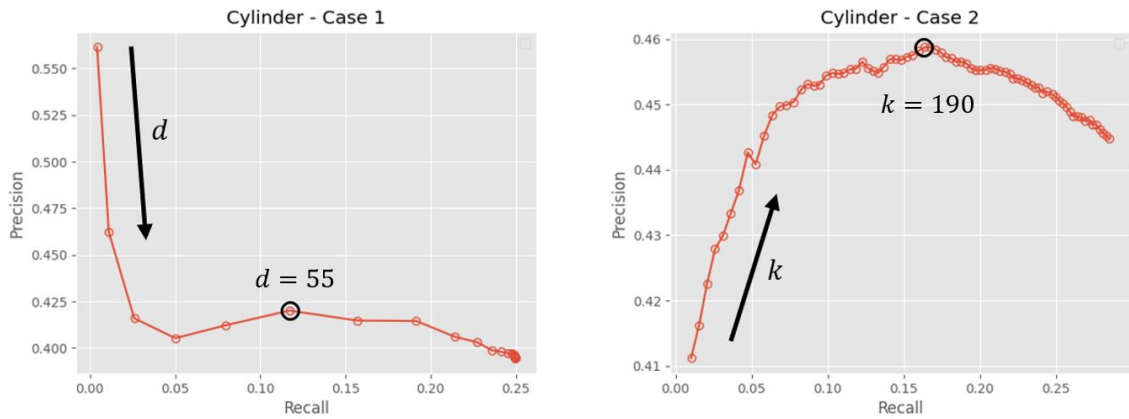 Cylinder - Case 1
0.550
0.525
0.500
0.475
0.450
0.425
0.400
Precision
d
d = 55
0.00 0.05 0.10 0.15 0.20 0.25
Recall
Cylinder - Case 2
0.46
0.45
0.44
0.43
0.42
0.41
Precision
k = 190
k
0.00 0.05 0.10 0.15 0.20 0.25
Recall